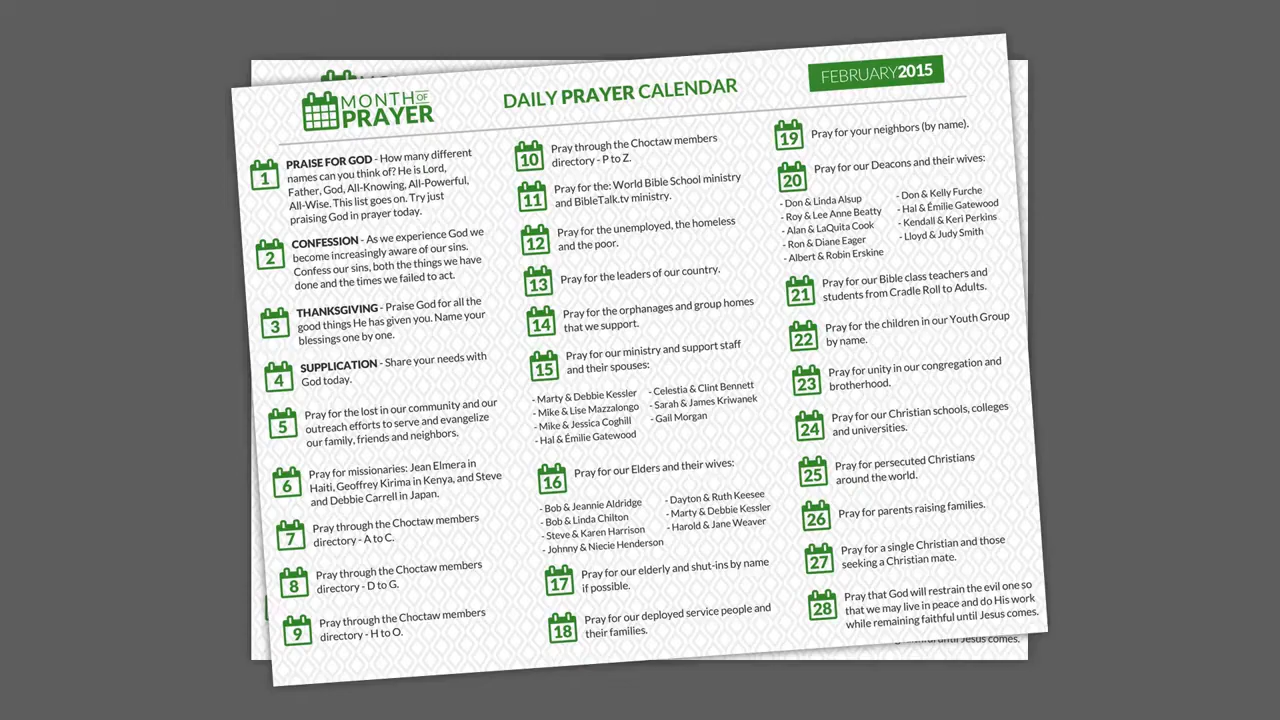 MONTH OF
PRAYER
DAILY PRAYER CALENDAR
FEBRUARY2015
1
PRAISE FOR GOD - How many different
names can you think of? He is Lord,
Father, God, All-Knowing, All-Powerful,
All-Wise. This list goes on. Try just
praising God in prayer today.
2
CONFESSION - As we experience God we
become increasingly aware of our sins.
Confess our sins, both the things we have
done and the times we failed to act.
3
THANKSGIVING - Praise God for all the
good things He has given you. Name your
blessings one by one.
4
SUPPLICATION - Share your needs with
God today.
5
Pray for the lost in our community and our
outreach efforts to serve and evangelize
our family, friends and neighbors.
6
Pray for missionaries: Jean Elmera in
Haiti, Geoffrey Kirima in Kenya, and Steve
and Debbie Carrell in Japan.
7
Pray through the Choctaw members
directory - A to C.
8
Pray through the Choctaw members
directory - D to G.
9
Pray through the Choctaw members
directory - H to O.
10
Pray through the Choctaw members
directory - P to Z.
11
Pray for the: World Bible School ministry
and BibleTalk.tv ministry.
12
Pray for the unemployed, the homeless
and the poor.
13
Pray for the leaders of our country.
14
Pray for the orphanages and group homes
that we support.
15
Pray for our ministry and support staff
and their spouses:
- Marty & Debbie Kessler
- Mike & Lise Mazzalongo
- Mike & Jessica Coghill
- Hal & Émilie Gatewood
- Celestia & Clint Bennett
- Sarah & James Kriwanek
- Gail Morgan
16
Pray for our Elders and their wives:
- Bob & Jeannie Aldridge
- Bob & Linda Chilton
- Steve & Karen Harrison
- Johnny & Niecie Henderson
- Dayton & Ruth Keesee
- Marty & Debbie Kessler
- Harold & Jane Weaver
17
Pray for our elderly and shut-ins by name
if possible.
18
Pray for our deployed service people and
their families.
19
Pray for your neighbors (by name).
20
Pray for our Deacons and their wives:
- Don & Linda Alsup
- Roy & Lee Anne Beatty
- Alan & LaQuita Cook
- Ron & Diane Eager
- Albert & Robin Erskine
- Don & Kelly Furche
- Hal & Émilie Gatewood
- Kendall & Keri Perkins
- Lloyd & Judy Smith
21
Pray for our Bible class teachers and
students from Cradle Roll to Adults.
22
Pray for the children in our Youth Group
by name.
23
Pray for unity in our congregation and
brotherhood.
24
Pray for our Christian schools, colleges
and universities.
25
Pray for persecuted Christians
around the world.
26
Pray for parents raising families.
27
Pray for a single Christian and those
seeking a Christian mate.
28
Pray that God will restrain the evil one so
that we may live in peace and do His work
while remaining faithful until Jesus comes.
until Jesus comes.